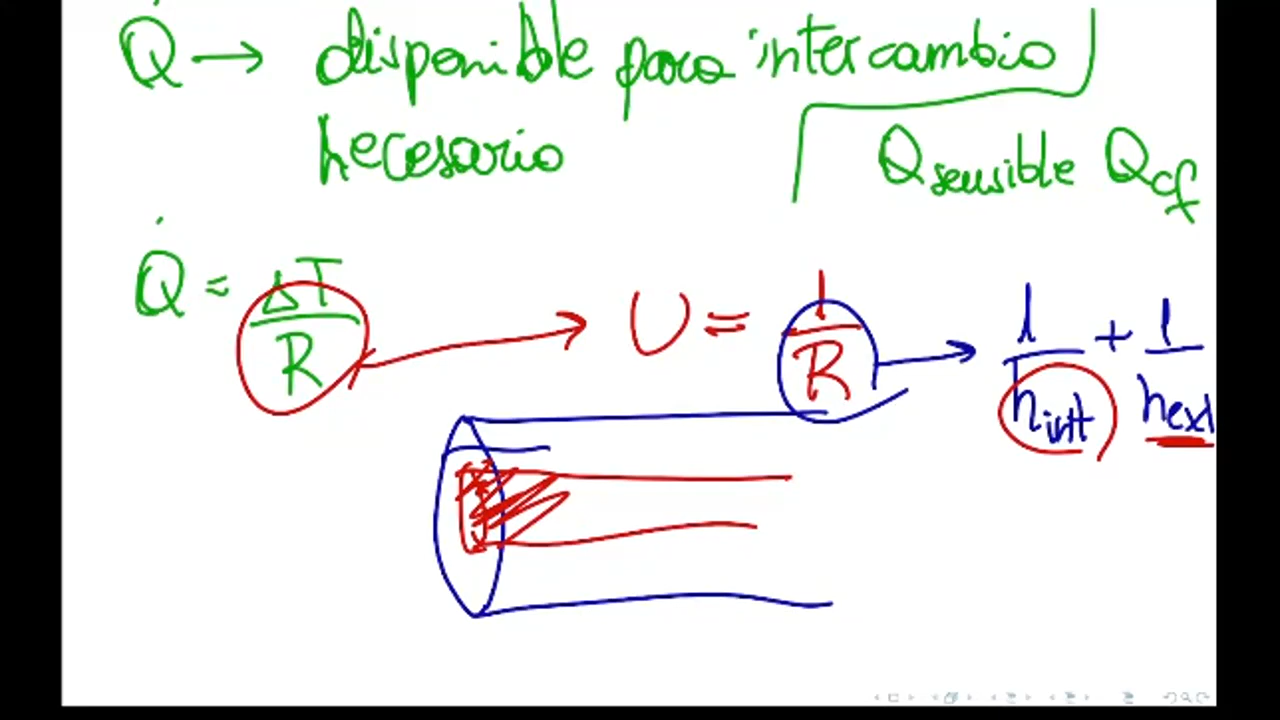 Q̇ → disponible para intercambio
necesario
Qsensible Qcf
Q̇ = ΔT/R → U = 1/R → 1/hint + 1/hext